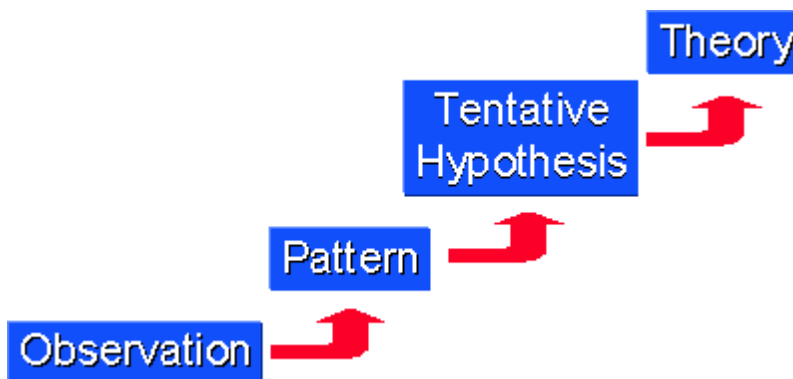 Theory
Tentative
Hypothesis
Pattern
Observation